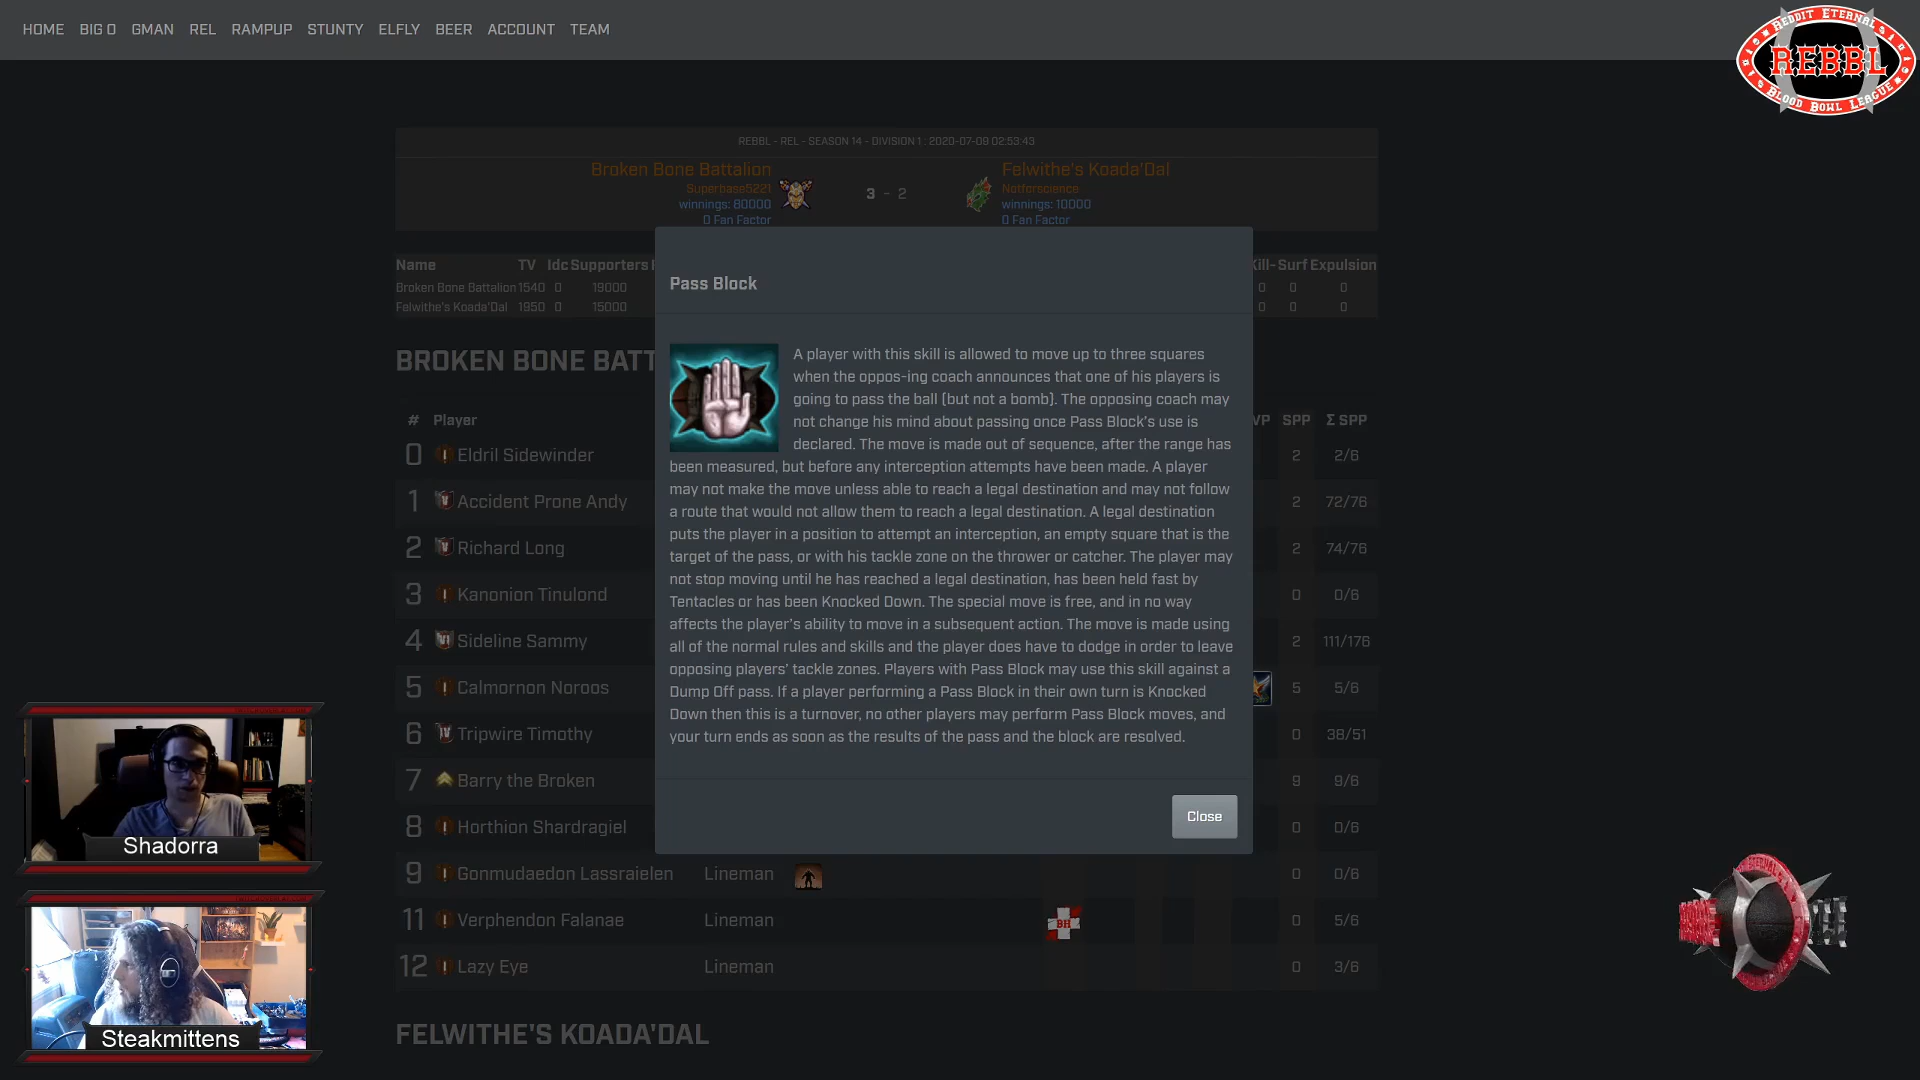 HOME BIG O GMAN REL RAMPUP STUNTY ELFLY BEER ACCOUNT TEAM
REDDIT ETERNAL
REBBL
BLOOD BOWL LEAGUE
REBBL - REL - SEASON 14 - DIVISION 1 : 2020-07-09 02:53:43
Broken Bone Battalion
Superbase5221
winnings: 80000
0 Fan Factor
3 - 2
Felwithe's Koada'Dal
Notforscience
winnings: 10000
0 Fan Factor
Name TV Idc Supporters Kill- Surf Expulsion
Broken Bone Battalion 1540 0 19000 0 0 0
Felwithe's Koada'Dal 1950 0 15000 0 0 0
BROKEN BONE BATT
# Player VP SPP Σ SPP
0 Eldril Sidewinder 2 2/6
1 Accident Prone Andy 2 72/76
2 Richard Long 2 74/76
3 Kanonion Tinulond 0 0/6
4 Sideline Sammy 2 111/176
5 Calmornon Noroos 5 5/6
6 Tripwire Timothy 0 38/51
7 Barry the Broken 9 9/6
8 Horthion Shardragiel 0 0/6
9 Gonmudaedon Lassraielen Lineman 0 0/6
11 Verphendon Falanae Lineman BH 0 5/6
12 Lazy Eye Lineman 0 3/6
FELWITHE'S KOADA'DAL
Pass Block
A player with this skill is allowed to move up to three squares
when the oppos-ing coach announces that one of his players is
going to pass the ball (but not a bomb). The opposing coach may
not change his mind about passing once Pass Block's use is
declared. The move is made out of sequence, after the range has
been measured, but before any interception attempts have been made. A player
may not make the move unless able to reach a legal destination and may not follow
a route that would not allow them to reach a legal destination. A legal destination
puts the player in a position to attempt an interception, an empty square that is the
target of the pass, or with his tackle zone on the thrower or catcher. The player may
not stop moving until he has reached a legal destination, has been held fast by
Tentacles or has been Knocked Down. The special move is free, and in no way
affects the player's ability to move in a subsequent action. The move is made using
all of the normal rules and skills and the player does have to dodge in order to leave
opposing players' tackle zones. Players with Pass Block may use this skill against a
Dump Off pass. If a player performing a Pass Block in their own turn is Knocked
Down then this is a turnover, no other players may perform Pass Block moves, and
your turn ends as soon as the results of the pass and the block are resolved.
Close
Shadorra
Steakmittens